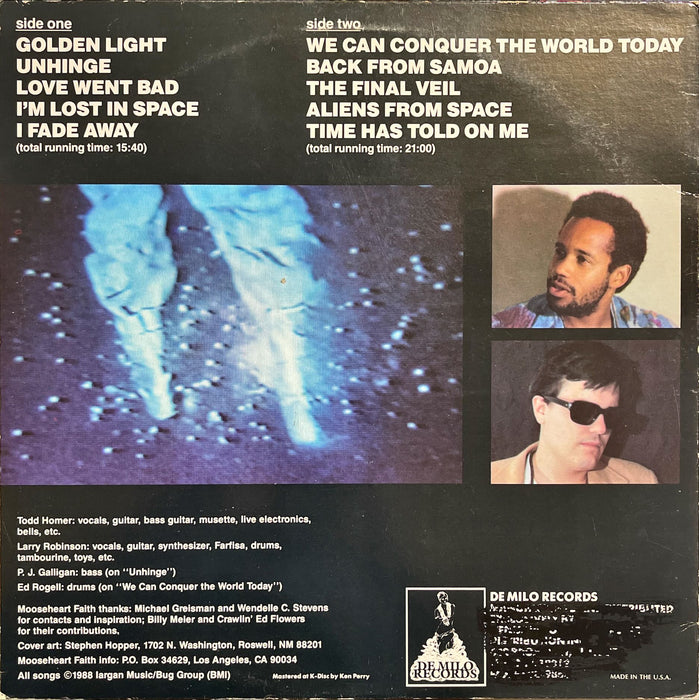 side one
GOLDEN LIGHT
UNHINGE
LOVE WENT BAD
I'M LOST IN SPACE
I FADE AWAY
(total running time: 15:40)
side two
WE CAN CONQUER THE WORLD TODAY
BACK FROM SAMOA
THE FINAL VEIL
ALIENS FROM SPACE
TIME HAS TOLD ON ME
(total running time: 21:00)
Todd Homer: vocals, guitar, bass guitar, musette, live electronics,
bells, etc.
Larry Robinson: vocals, guitar, synthesizer, Farfisa, drums,
tambourine, toys, etc.
P. J. Galligan: bass (on "Unhinge")
Ed Rogell: drums (on "We Can Conquer the World Today")
Mooseheart Faith thanks: Michael Greisman and Wendelle C. Stevens
for contacts and inspiration; Billy Meier and Crawlin' Ed Flowers
for their contributions.
Cover art: Stephen Hopper, 1702 N. Washington, Roswell, NM 88201
Mooseheart Faith info: P.O. Box 34629, Los Angeles, CA 90034
All songs ©1988 Iargan Music/Bug Group (BMI)
Mastered at K-Disc by Ken Perry
DE MILO
RECORDS
DE MILO RECORDS
DISTRIBUTED
MADE IN THE U.S.A.